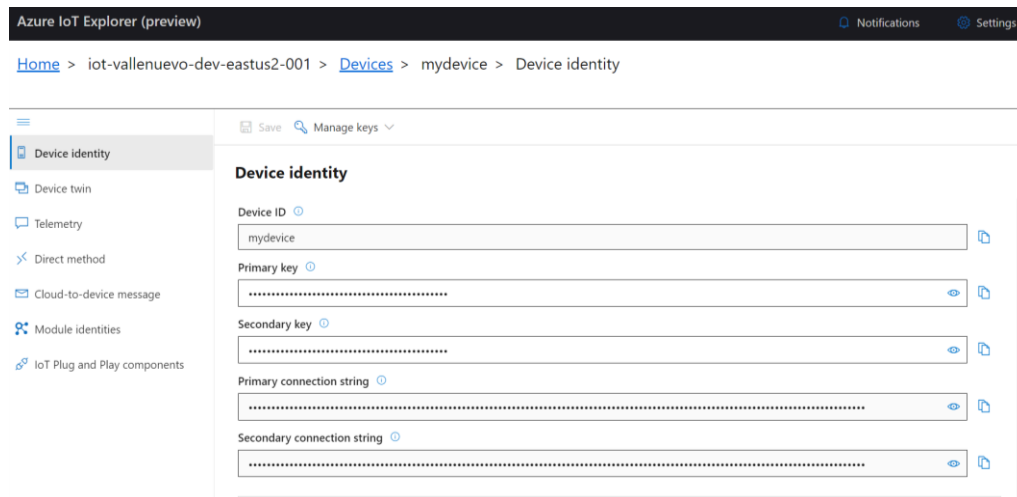 Azure IoT Explorer (preview)
Notifications
Settings
Home > iot-vallenuevo-dev-eastus2-001 > Devices > mydevice > Device identity
Save
Manage keys
Device identity
Device twin
Telemetry
Direct method
Cloud-to-device message
Module identities
IoT Plug and Play components
Device identity
Device ID
mydevice
Primary key
Secondary key
Primary connection string
Secondary connection string